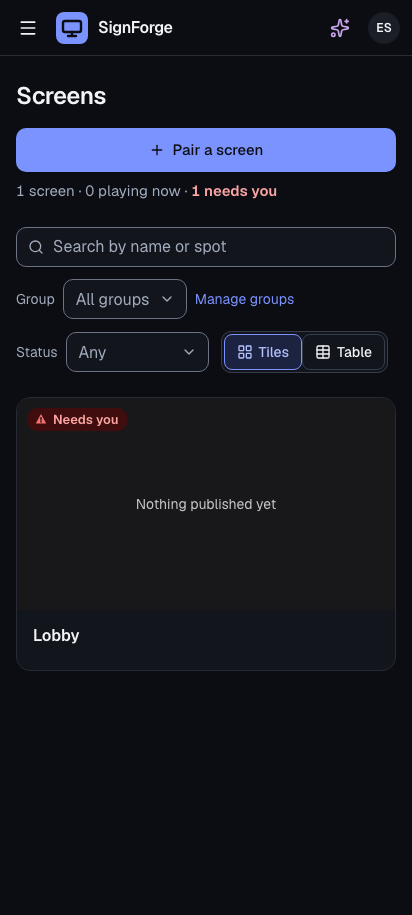 SignForge
ES
Screens
Pair a screen
1 screen · 0 playing now · 1 needs you
Search by name or spot
Group All groups Manage groups
Status Any Tiles Table
Needs you
Nothing published yet
Lobby